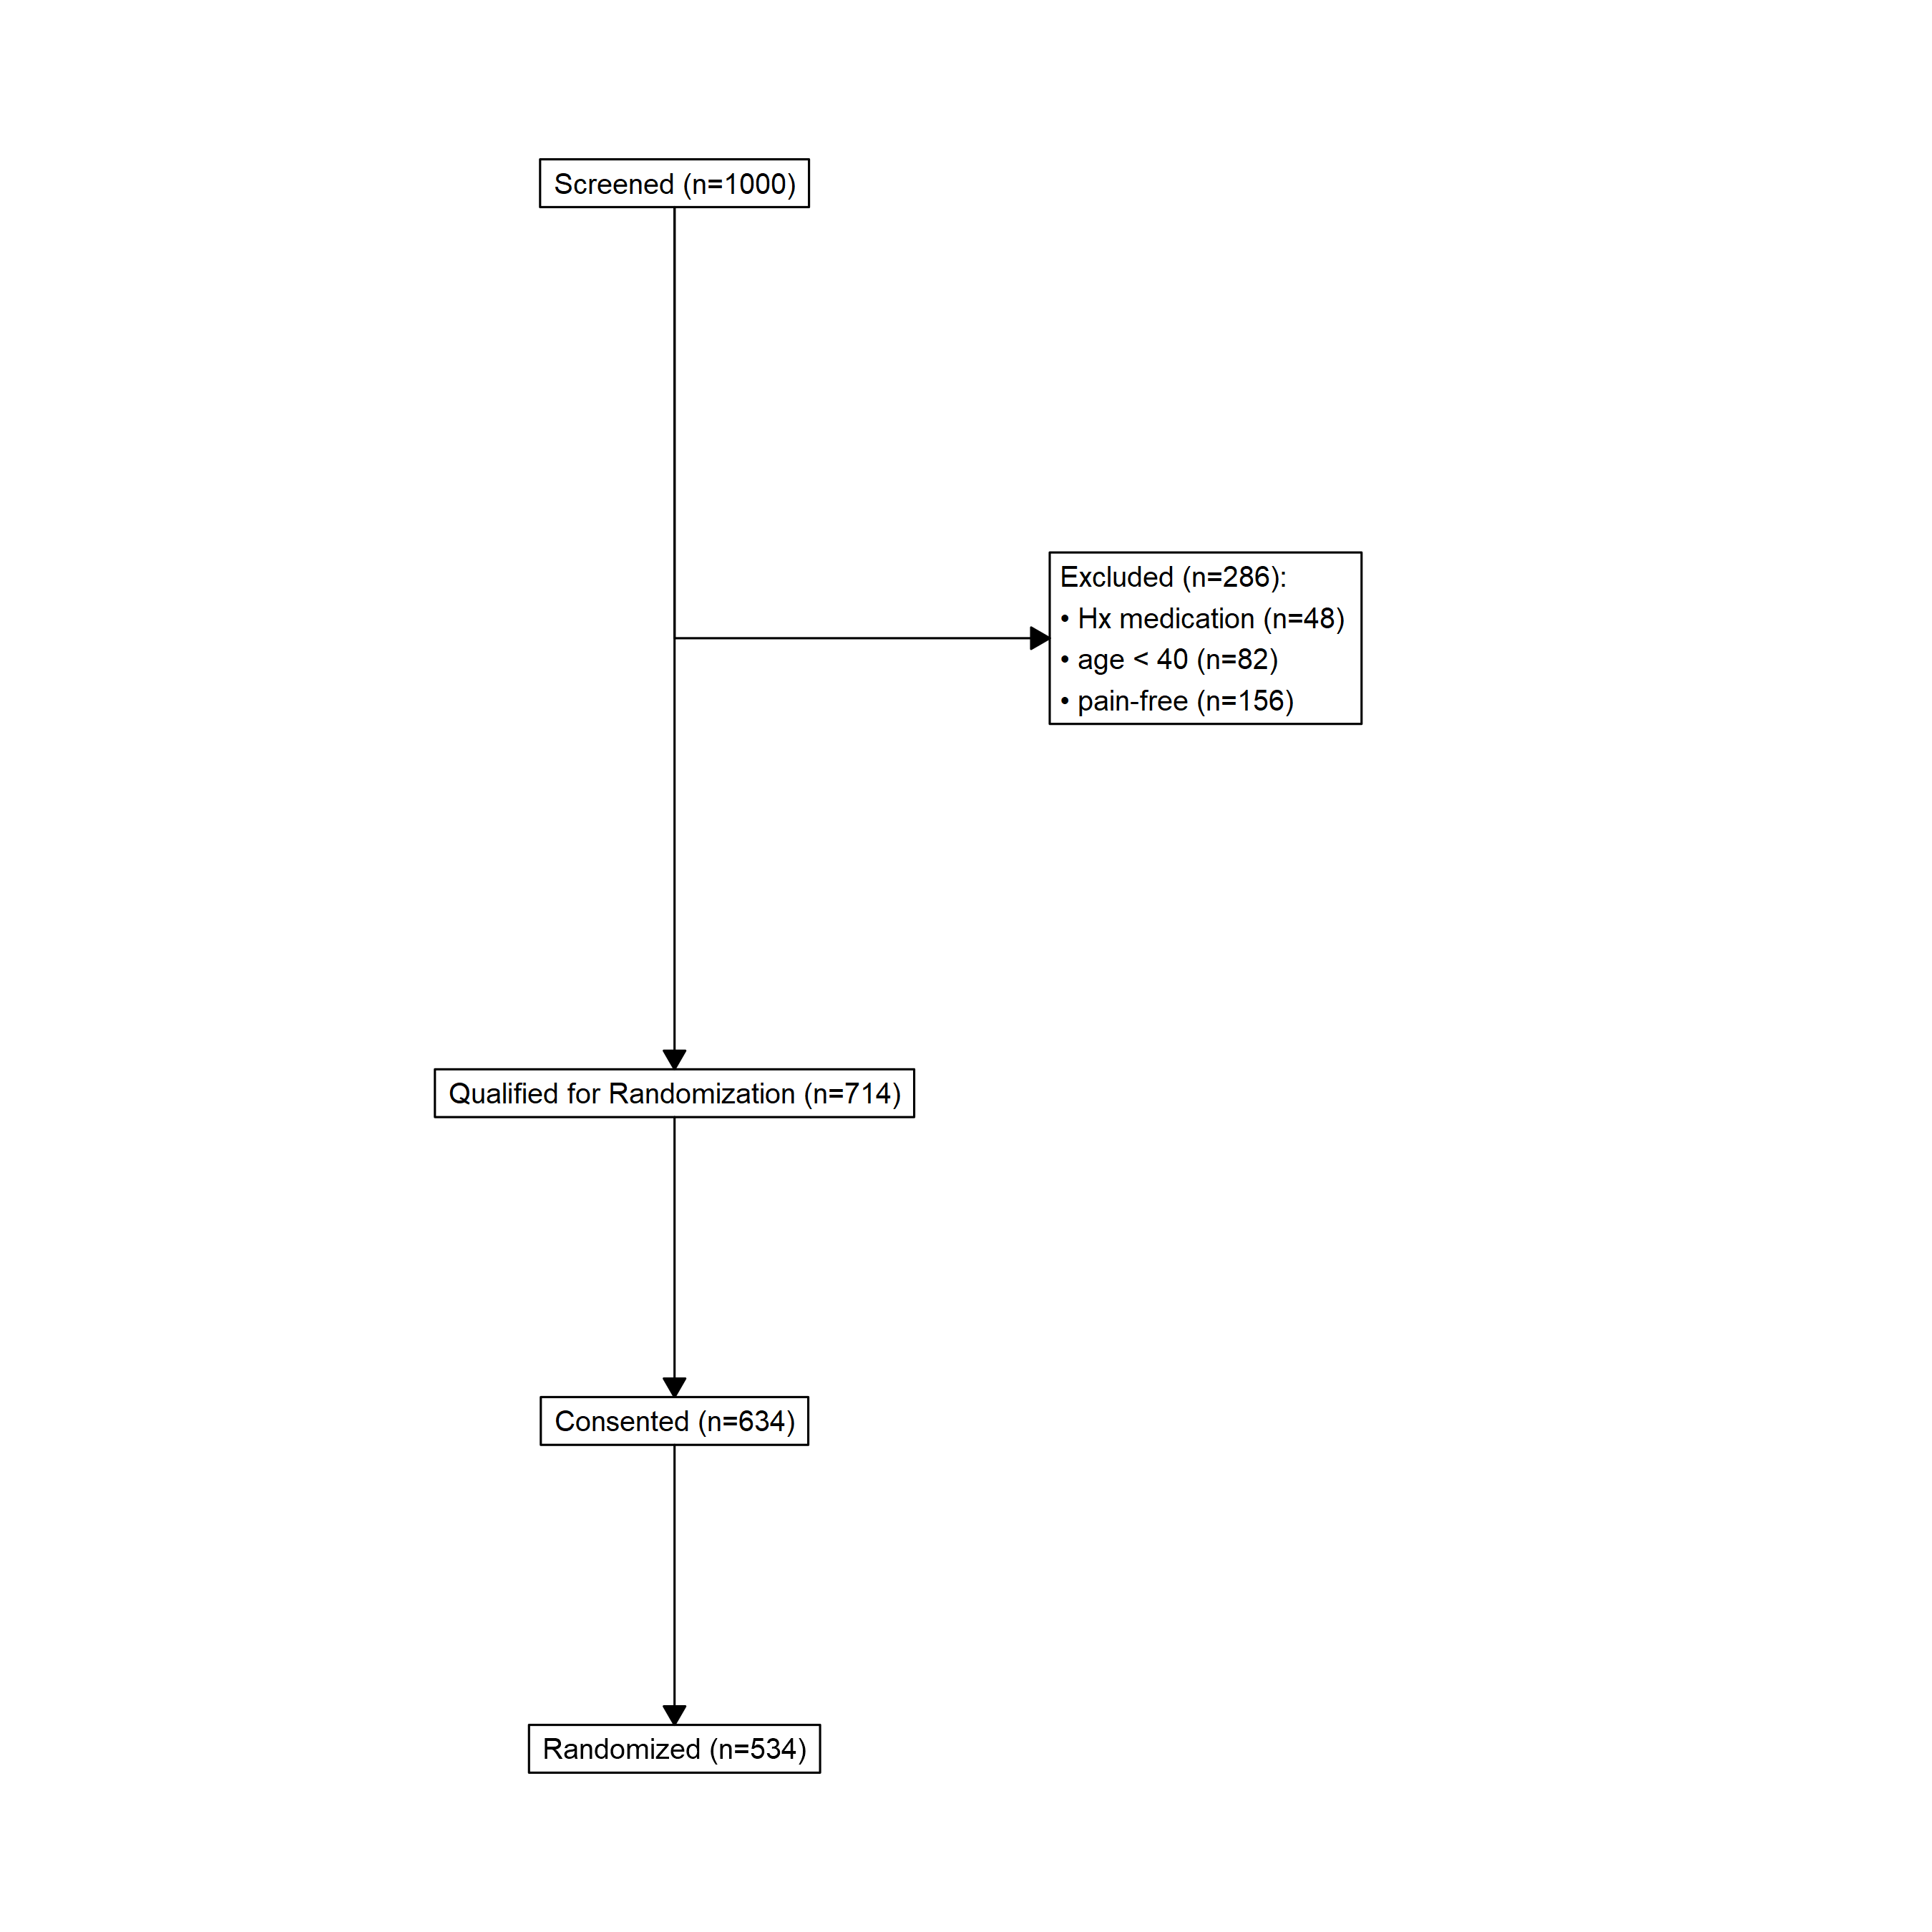 Screened (n=1000)
Excluded (n=286):
• Hx medication (n=48)
• age < 40 (n=82)
• pain-free (n=156)
Qualified for Randomization (n=714)
Consented (n=634)
Randomized (n=534)